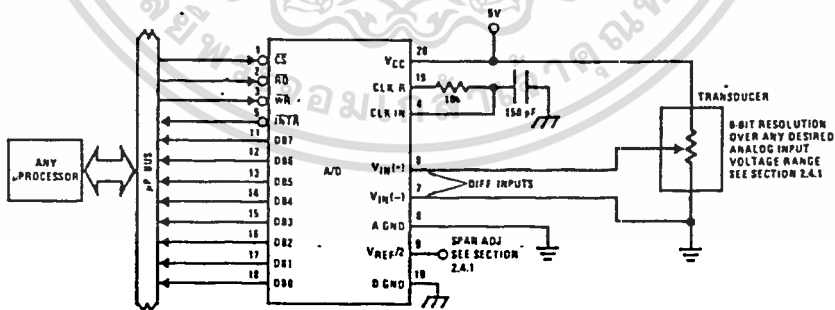 5V
1 CS
2 RD
3 WR
5 INTR
11 DB7
12 DB6
13 DB5
14 DB4
15 DB3
16 DB2
17 DB1
18 DB0
VCC 20
CLK R 19
CLK IN 4
10k
150 pF
A/D
VIN(+) 6
VIN(-) 7
DIFF INPUTS
A GND 8
VREF/2 9
D GND 10
SPAN ADJ
SEE SECTION
2.4.1
ANY
µPROCESSOR
µP BUS
TRANSDUCER
8-BIT RESOLUTION
OVER ANY DESIRED
ANALOG INPUT
VOLTAGE RANGE
SEE SECTION 2.4.1